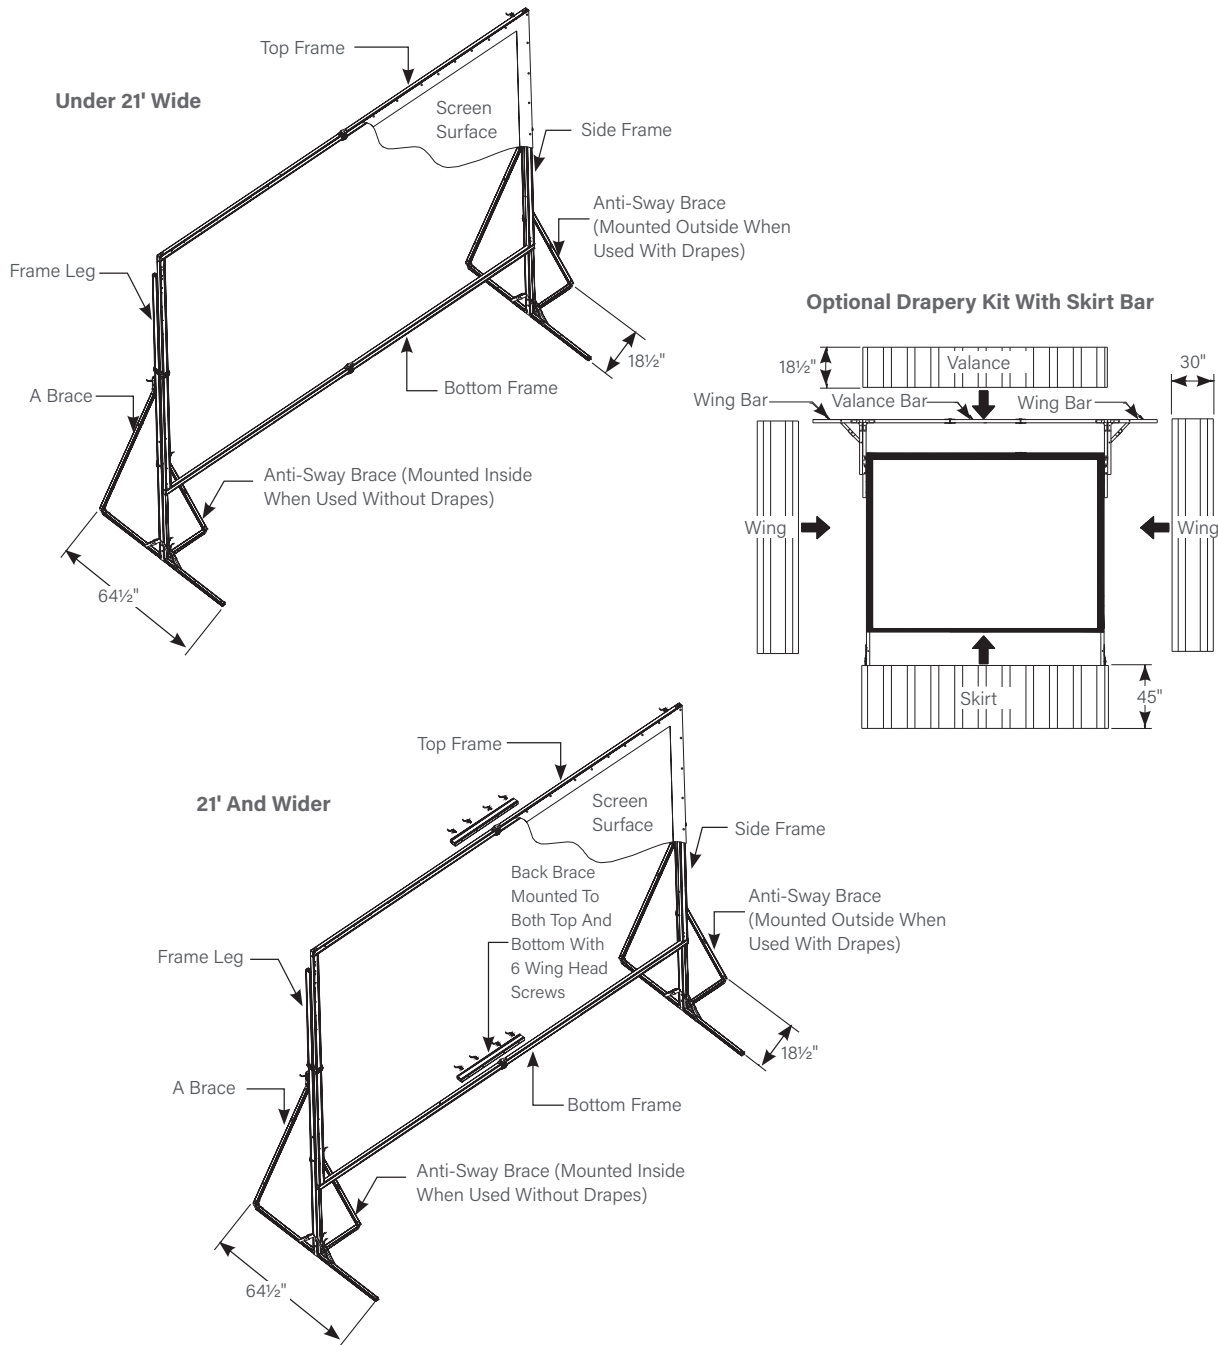 Under 21' Wide
Top Frame
Screen
Surface
Side Frame
Anti-Sway Brace
(Mounted Outside When
Used With Drapes)
Frame Leg
18½"
A Brace
Bottom Frame
Anti-Sway Brace (Mounted Inside
When Used Without Drapes)
64½"
Optional Drapery Kit With Skirt Bar
18½"
Valance
30"
Wing Bar
Valance Bar
Wing Bar
Wing
Wing
Skirt
45"
21' And Wider
Top Frame
Screen
Surface
Side Frame
Back Brace
Mounted To
Both Top And
Bottom With
6 Wing Head
Screws
Anti-Sway Brace
(Mounted Outside When
Used With Drapes)
Frame Leg
18½"
A Brace
Bottom Frame
Anti-Sway Brace (Mounted Inside
When Used Without Drapes)
64½"